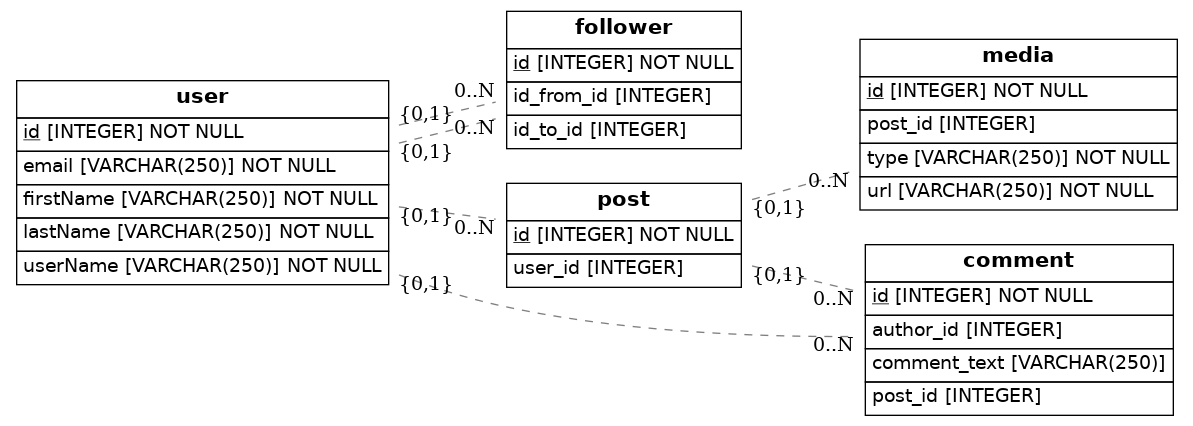 user
id [INTEGER] NOT NULL
email [VARCHAR(250)] NOT NULL
firstName [VARCHAR(250)] NOT NULL
lastName [VARCHAR(250)] NOT NULL
userName [VARCHAR(250)] NOT NULL
follower
id [INTEGER] NOT NULL
id_from_id [INTEGER]
id_to_id [INTEGER]
post
id [INTEGER] NOT NULL
user_id [INTEGER]
media
id [INTEGER] NOT NULL
post_id [INTEGER]
type [VARCHAR(250)] NOT NULL
url [VARCHAR(250)] NOT NULL
comment
id [INTEGER] NOT NULL
author_id [INTEGER]
comment_text [VARCHAR(250)]
post_id [INTEGER]
0..N
{0,1}
0..N
{0,1}
{0,1}
0..N
{0,1}
0..N
0..N
{0,1}
{0,1}
0..N